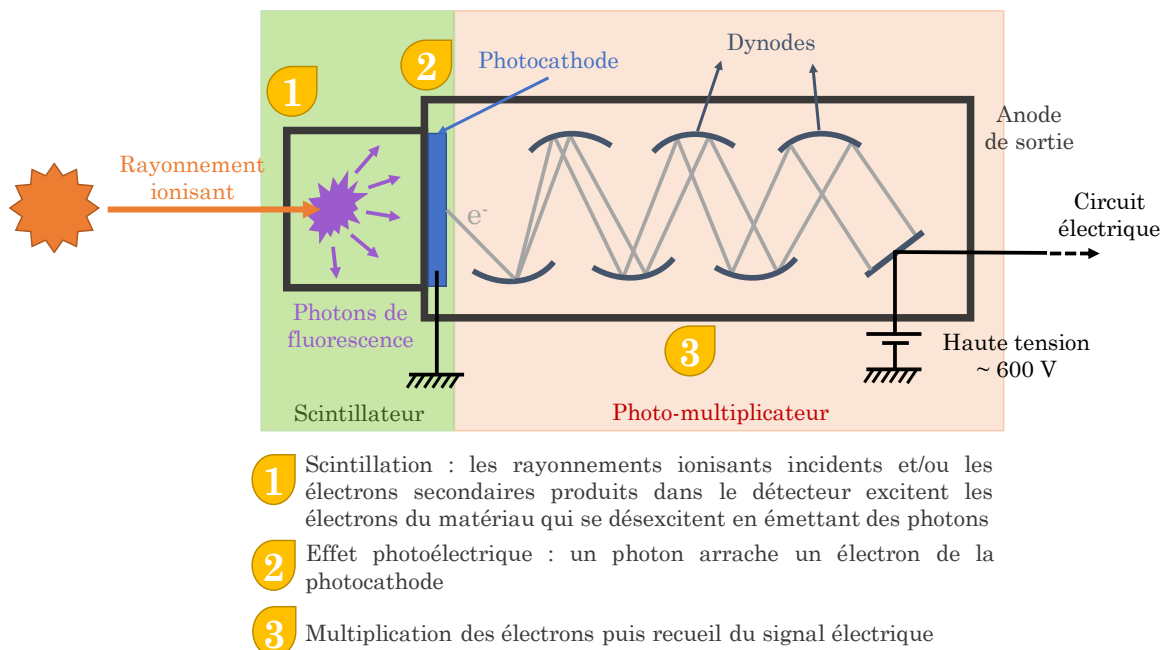 Dynodes
2
Photocathode
1
Anode
de sortie
Rayonnement
ionisant
e-
Circuit
électrique
Photons de
fluorescence
3
Haute tension
~ 600 V
Scintillateur
Photo-multiplicateur
1
Scintillation : les rayonnements ionisants incidents et/ou les
électrons secondaires produits dans le détecteur excitent les
électrons du matériau qui se désexcitent en émettant des photons
2
Effet photoélectrique : un photon arrache un électron de la
photocathode
3
Multiplication des électrons puis recueil du signal électrique